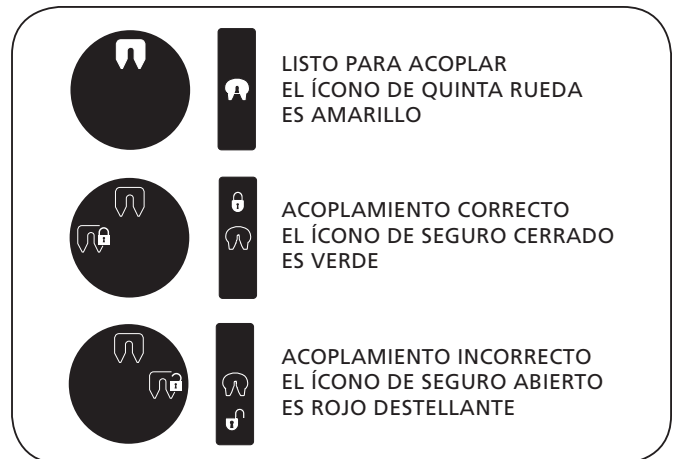 LISTO PARA ACOPLAR
EL ÍCONO DE QUINTA RUEDA
ES AMARILLO
ACOPLAMIENTO CORRECTO
EL ÍCONO DE SEGURO CERRADO
ES VERDE
ACOPLAMIENTO INCORRECTO
EL ÍCONO DE SEGURO ABIERTO
ES ROJO DESTELLANTE